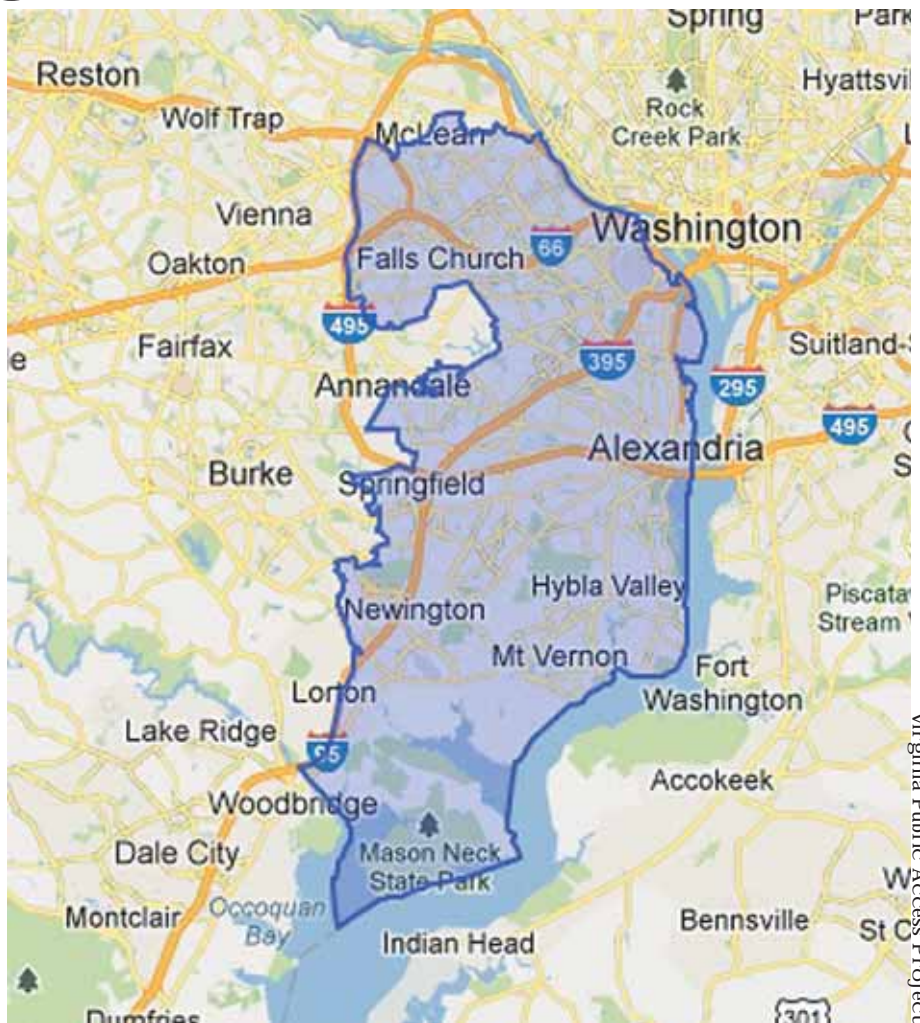 Spring
Park
Reston
Hyattsvi
Wolf Trap
Rock
Creek Park
McLean
L
Vienna
Washington
66
Oakton
Falls Church
495
Fairfax
e
395
Suitland-S
Annandale
295
495
Alexandria
Burke
Springfield
S
Hybla Valley
Piscata
Stream V
Newington
Mt Vernon
Fort
Washington
Lorton
Lake Ridge
95
Accokeek
Woodbridge
Dale City
Mason Neck
State Park
W
Montclair
Occoquan
Bay
Bennsville
St C
Indian Head
Dumfries
301
Virginia Public Access Project